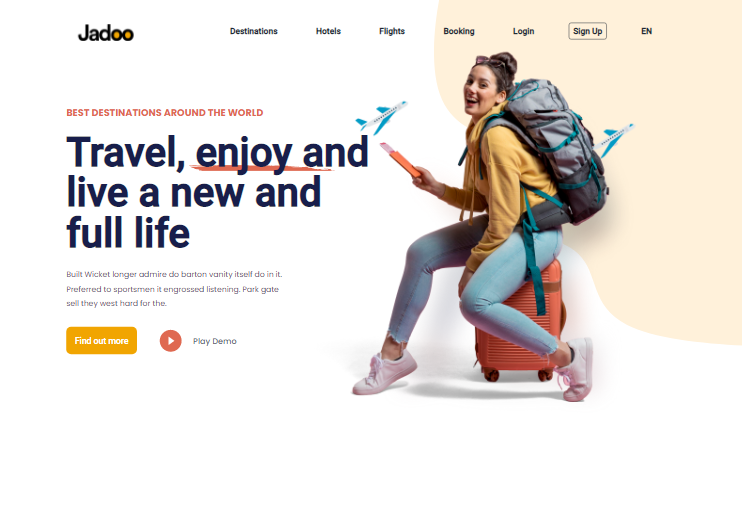 Jadoo
Destinations
Hotels
Flights
Booking
Login
Sign Up
EN
BEST DESTINATIONS AROUND THE WORLD
Travel, enjoy and
live a new and
full life
Built Wicket longer admire do barton vanity itself do in it.
Preferred to sportsmen it engrossed listening. Park gate
sell they west hard for the.
Find out more
Play Demo